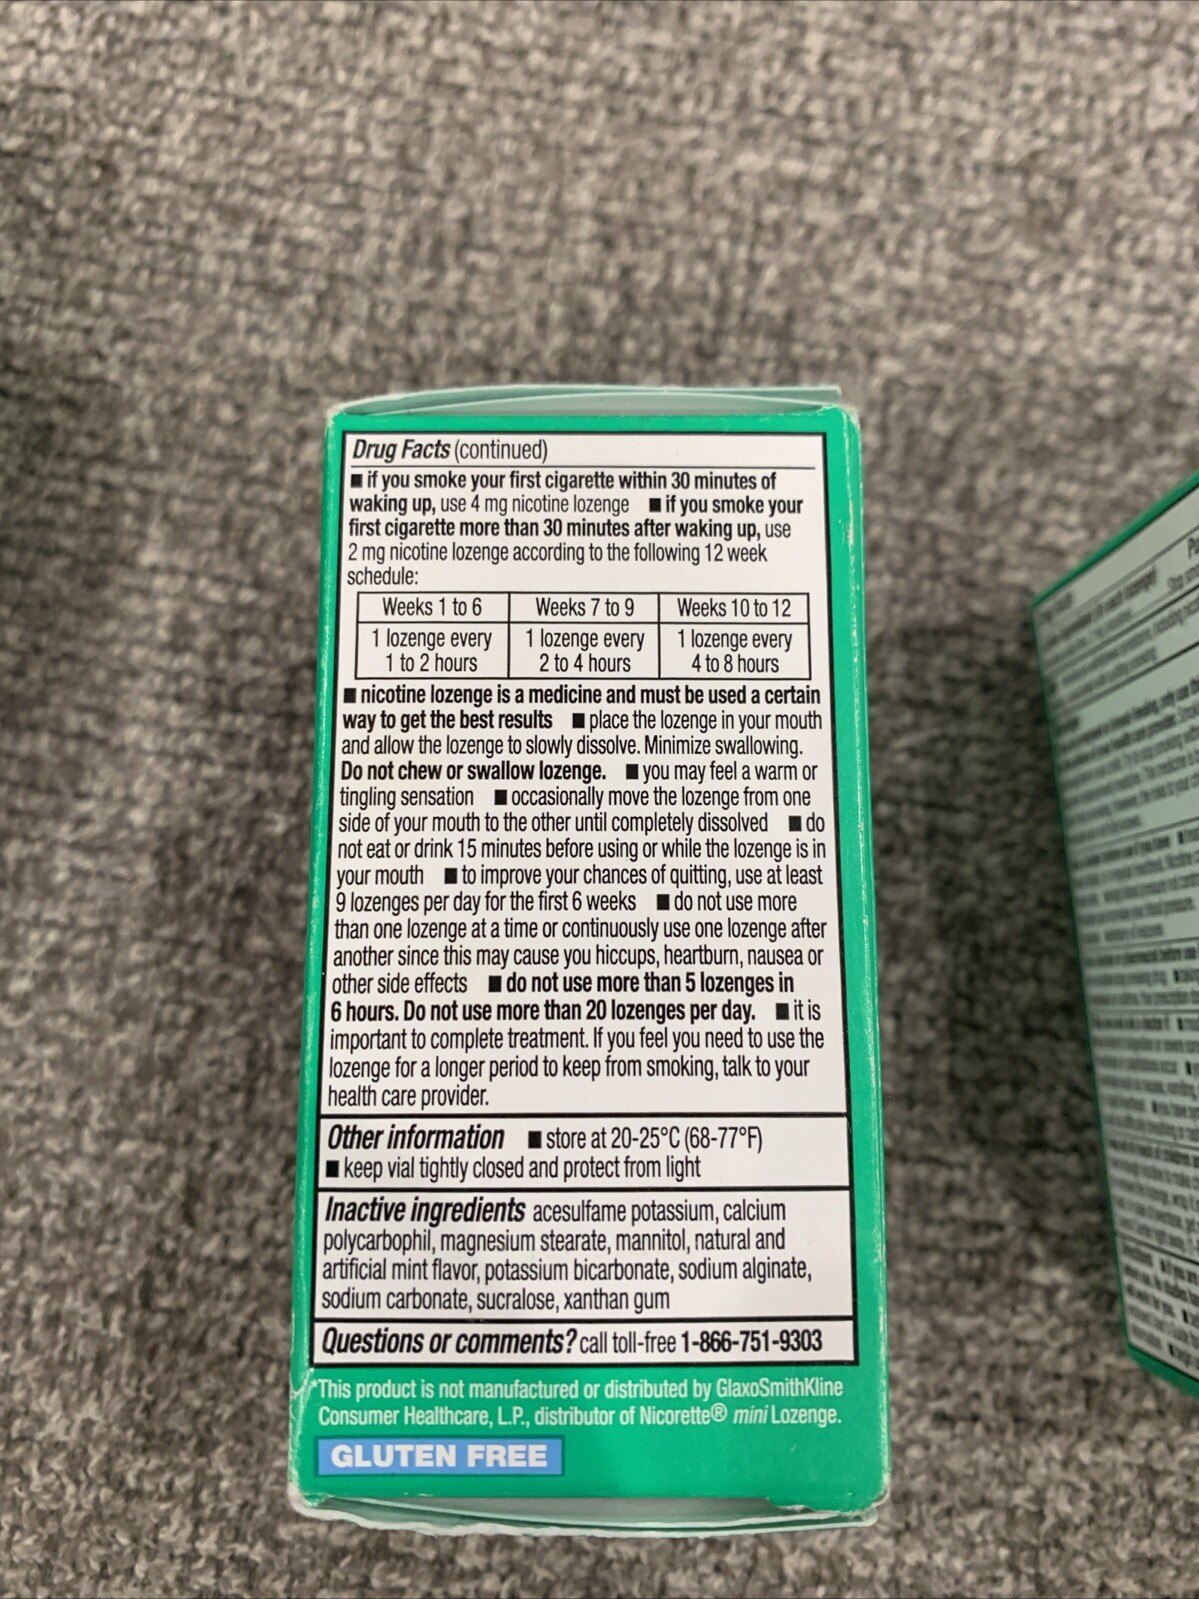 Drug Facts (continued)
■ if you smoke your first cigarette within 30 minutes of
waking up, use 4 mg nicotine lozenge ■ if you smoke your
first cigarette more than 30 minutes after waking up, use
2 mg nicotine lozenge according to the following 12 week
schedule:
Weeks 1 to 6 Weeks 7 to 9 Weeks 10 to 12
1 lozenge every 1 lozenge every 1 lozenge every
1 to 2 hours 2 to 4 hours 4 to 8 hours
■ nicotine lozenge is a medicine and must be used a certain
way to get the best results ■ place the lozenge in your mouth
and allow the lozenge to slowly dissolve. Minimize swallowing.
Do not chew or swallow lozenge. ■ you may feel a warm or
tingling sensation ■ occasionally move the lozenge from one
side of your mouth to the other until completely dissolved ■ do
not eat or drink 15 minutes before using or while the lozenge is in
your mouth ■ to improve your chances of quitting, use at least
9 lozenges per day for the first 6 weeks ■ do not use more
than one lozenge at a time or continuously use one lozenge after
another since this may cause you hiccups, heartburn, nausea or
other side effects ■ do not use more than 5 lozenges in
6 hours. Do not use more than 20 lozenges per day. ■ it is
important to complete treatment. If you feel you need to use the
lozenge for a longer period to keep from smoking, talk to your
health care provider.
Other information ■ store at 20-25°C (68-77°F)
■ keep vial tightly closed and protect from light
Inactive ingredients acesulfame potassium, calcium
polycarbophil, magnesium stearate, mannitol, natural and
artificial mint flavor, potassium bicarbonate, sodium alginate,
sodium carbonate, sucralose, xanthan gum
Questions or comments? call toll-free 1-866-751-9303
*This product is not manufactured or distributed by GlaxoSmithKline
Consumer Healthcare, L.P., distributor of Nicorette® mini Lozenge.
GLUTEN FREE